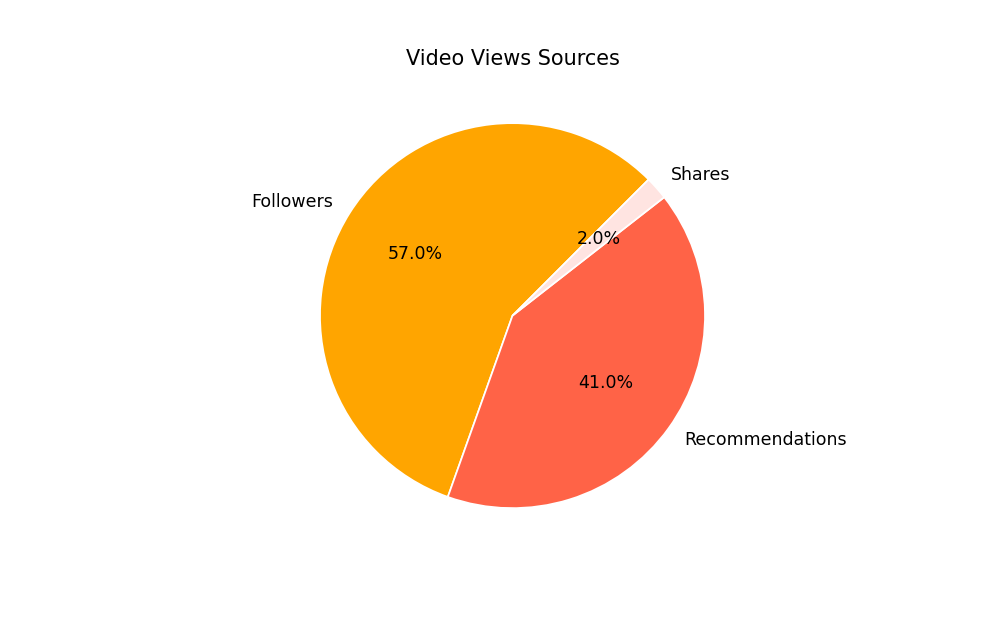 Video Views Sources
Shares
Followers
2.0%
57.0%
41.0%
Recommendations